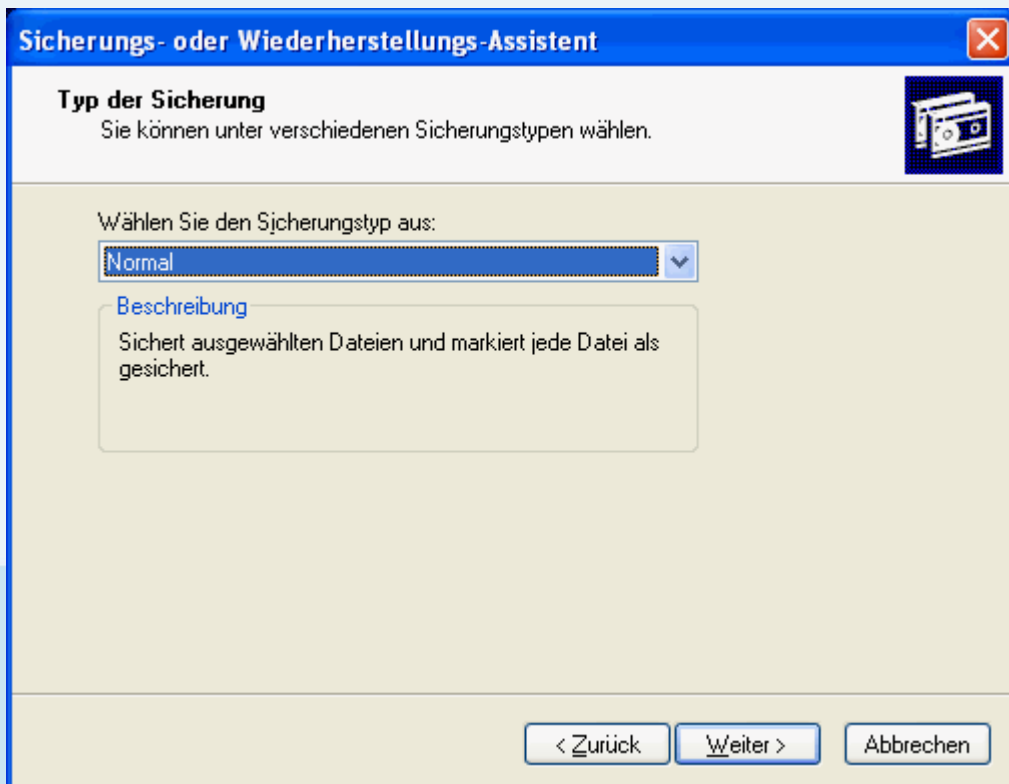 Sicherungs- oder Wiederherstellungs-Assistent
Typ der Sicherung
Sie können unter verschiedenen Sicherungstypen wählen.
Wählen Sie den Sicherungstyp aus:
Normal
Beschreibung
Sichert ausgewählten Dateien und markiert jede Datei als
gesichert.
< Zurück Weiter > Abbrechen